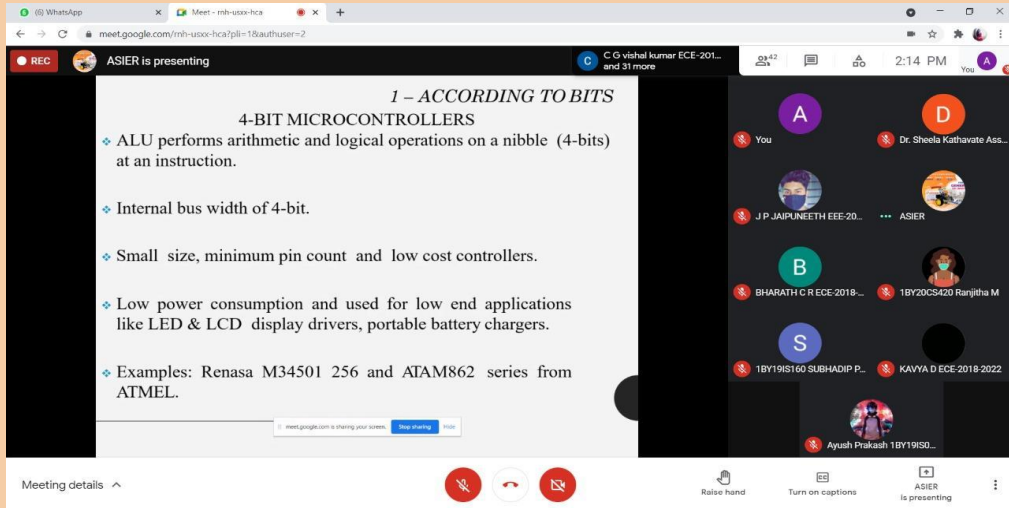 (6) WhatsApp
Meet - rnh-usxx-hca
meet.google.com/rnh-usxx-hca?pli=1&authuser=2
REC
ASIER is presenting
C
C G vishal kumar ECE-201...
and 31 more
42
2:14 PM
You
A
1 – ACCORDING TO BITS
4-BIT MICROCONTROLLERS
ALU performs arithmetic and logical operations on a nibble (4-bits)
at an instruction.
Internal bus width of 4-bit.
Small size, minimum pin count and low cost controllers.
Low power consumption and used for low end applications
like LED & LCD display drivers, portable battery chargers.
Examples: Renasa M34501 256 and ATAM862 series from
ATMEL.
meet.google.com is sharing your screen.
Stop sharing
Hide
A
You
D
Dr. Sheela Kathavate Ass...
J P JAIPUNEETH EEE-20...
ASIER
B
BHARATH C R ECE-2018-...
1BY20CS420 Ranjitha M
S
1BY19IS160 SUBHADIP P...
KAVYA D ECE-2018-2022
Ayush Prakash 1BY19IS0...
Meeting details
Raise hand
Turn on captions
ASIER
is presenting